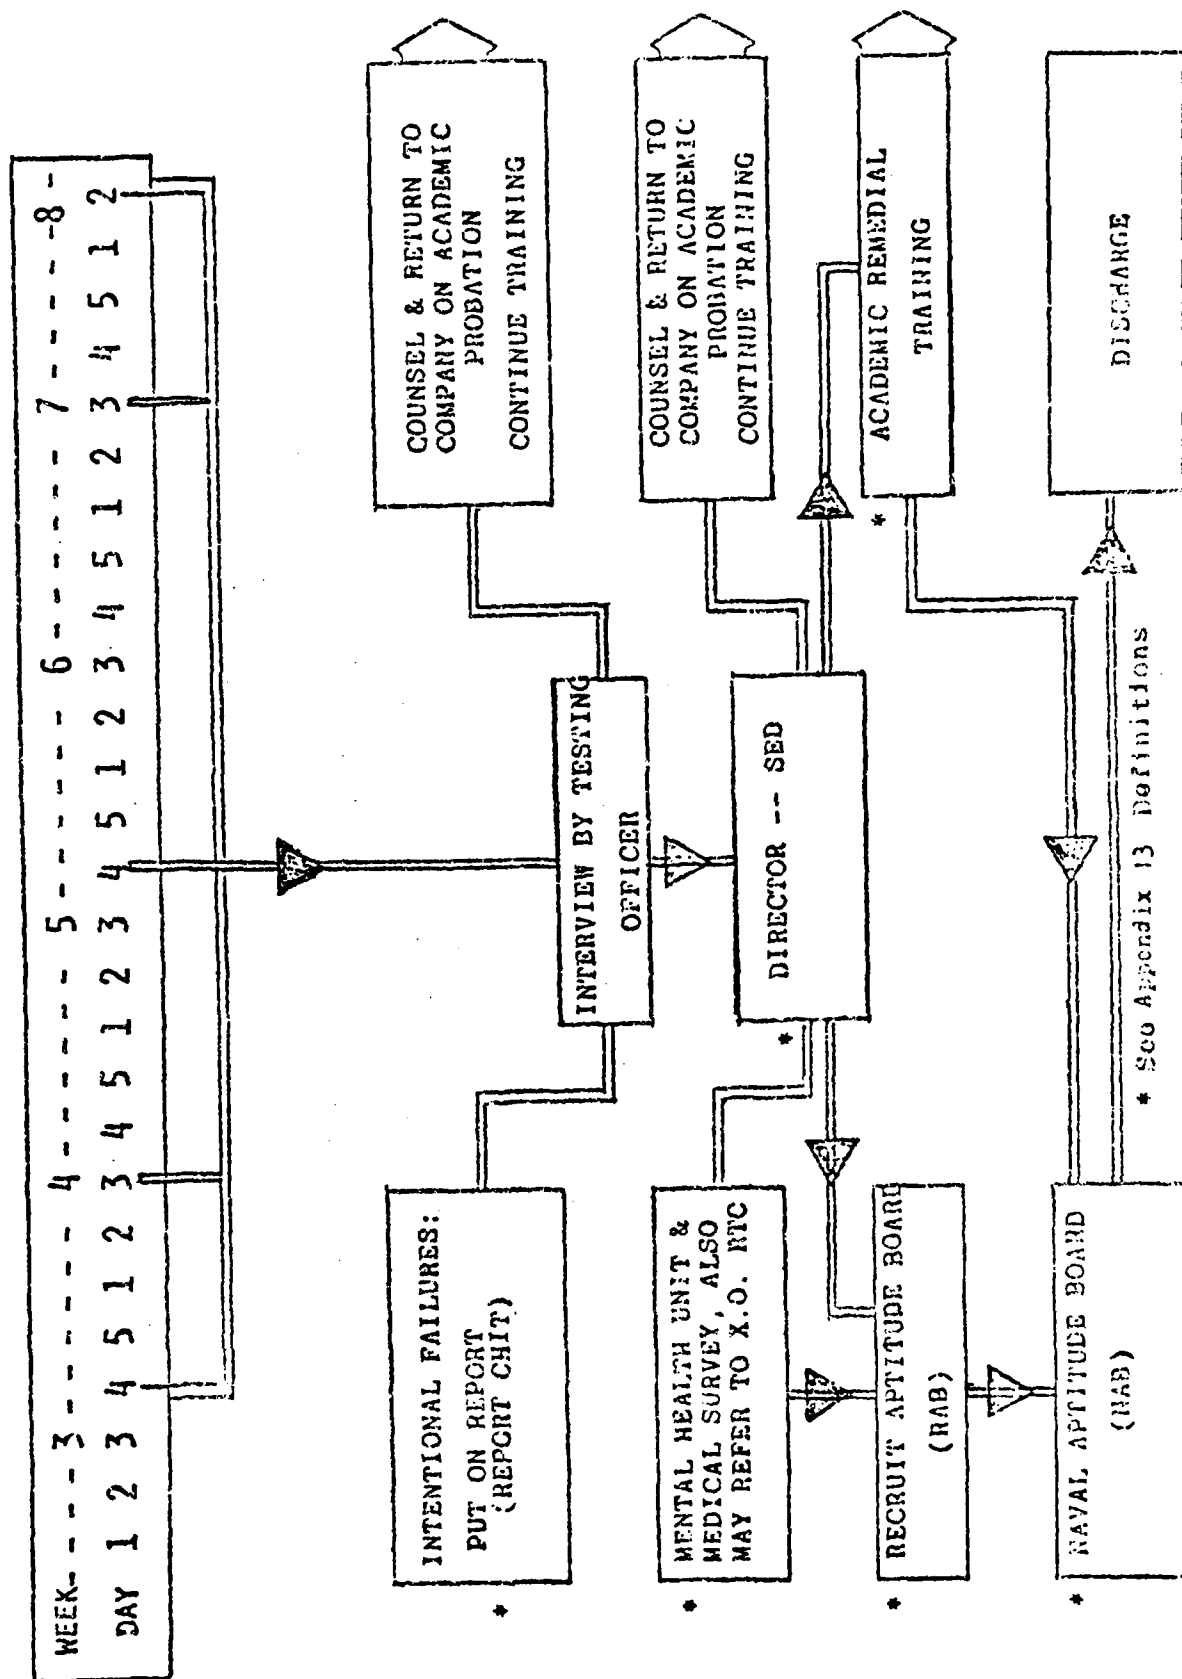 WEEK- - - -3- - - - - - -4- - - - - - -5- - - - - - -6- - - - - - -7- - - - -8-
DAY 1 2 3 4 5 1 2 3 4 5 1 2 3 4 5 1 2 3 4 5 1 2 3 4 5 1 2
INTENTIONAL FAILURES:
PUT ON REPORT
(REPORT CHIT)
*
INTERVIEW BY TESTING
OFFICER
COUNSEL & RETURN TO
COMPANY ON ACADEMIC
PROBATION
CONTINUE TRAINING
MENTAL HEALTH UNIT &
MEDICAL SURVEY, ALSO
MAY REFER TO X.O. RTC
*
DIRECTOR -- SED
*
COUNSEL & RETURN TO
COMPANY ON ACADEMIC
PROBATION
CONTINUE TRAINING
RECRUIT APTITUDE BOARD
(RAB)
*
ACADEMIC REMEDIAL
TRAINING
*
NAVAL APTITUDE BOARD
(NAB)
*
DISCHARGE
* See Appendix 13 Definitions